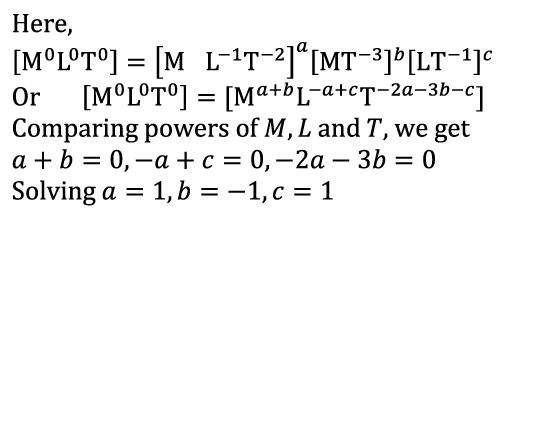 Here,
[M⁰L⁰T⁰] = [M L⁻¹T⁻²]ᵃ[MT⁻³]ᵇ[LT⁻¹]ᶜ
Or [M⁰L⁰T⁰] = [Mᵃ⁺ᵇL⁻ᵃ⁺ᶜT⁻²ᵃ⁻³ᵇ⁻ᶜ]
Comparing powers of M, L and T, we get
a + b = 0, −a + c = 0, −2a − 3b = 0
Solving a = 1, b = −1, c = 1